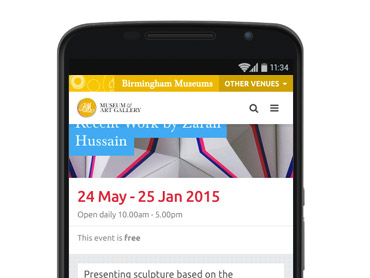 11:34
Birmingham Museums
OTHER VENUES
MUSEUM &
ART GALLERY
Recent Work by Zarah
Hussain
24 May - 25 Jan 2015
Open daily 10.00am - 5.00pm
This event is free
Presenting sculpture based on the